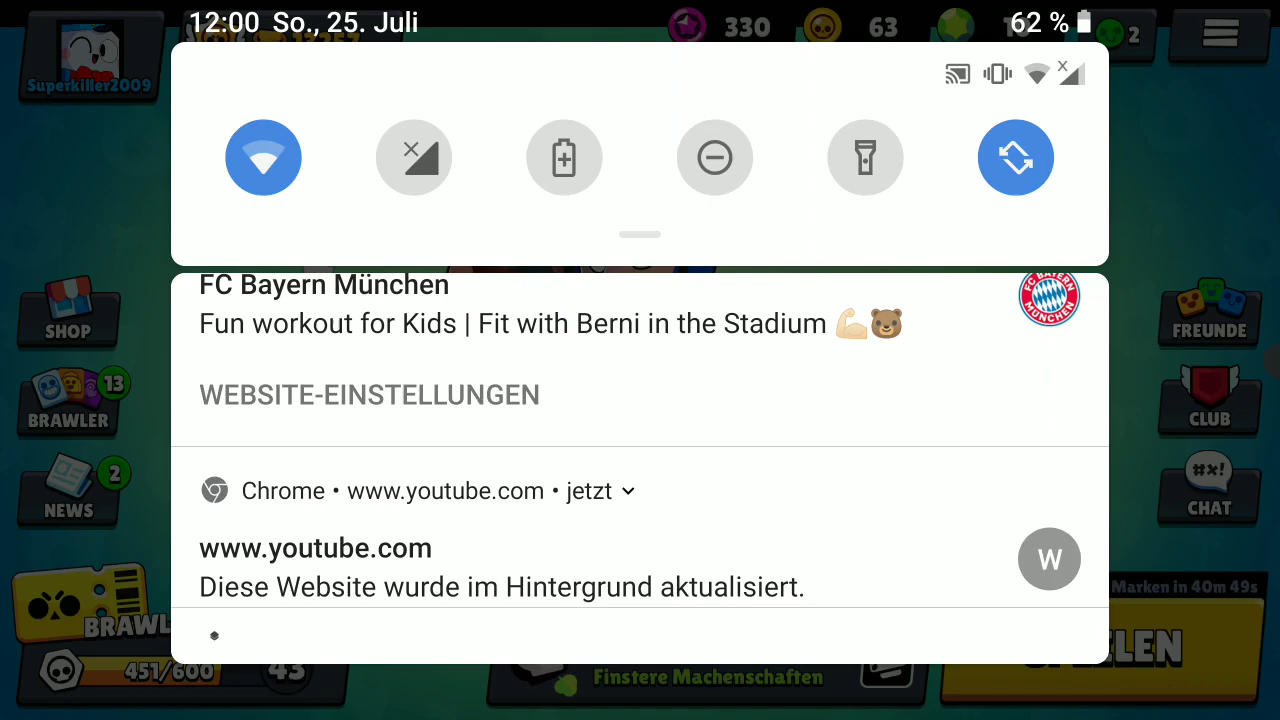 12:00 So., 25. Juli
62 %
330
63
2
Superkiller2009
FC Bayern München
Fun workout for Kids | Fit with Berni in the Stadium 💪🏻🐻
FC BAYERN
MÜNCHEN
WEBSITE-EINSTELLUNGEN
Chrome • www.youtube.com • jetzt
www.youtube.com
Diese Website wurde im Hintergrund aktualisiert.
W
SHOP
13
BRAWLER
2
NEWS
FREUNDE
CLUB
#x!
CHAT
BRAWL
451/600
43
Finstere Machenschaften
Marken in 40m 49s
ELEN